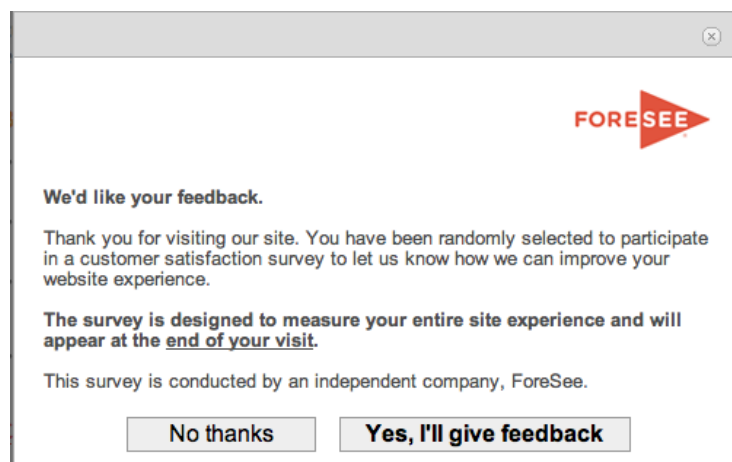 FORESEE
We'd like your feedback.
Thank you for visiting our site. You have been randomly selected to participate
in a customer satisfaction survey to let us know how we can improve your
website experience.
The survey is designed to measure your entire site experience and will
appear at the end of your visit.
This survey is conducted by an independent company, ForeSee.
No thanks
Yes, I'll give feedback